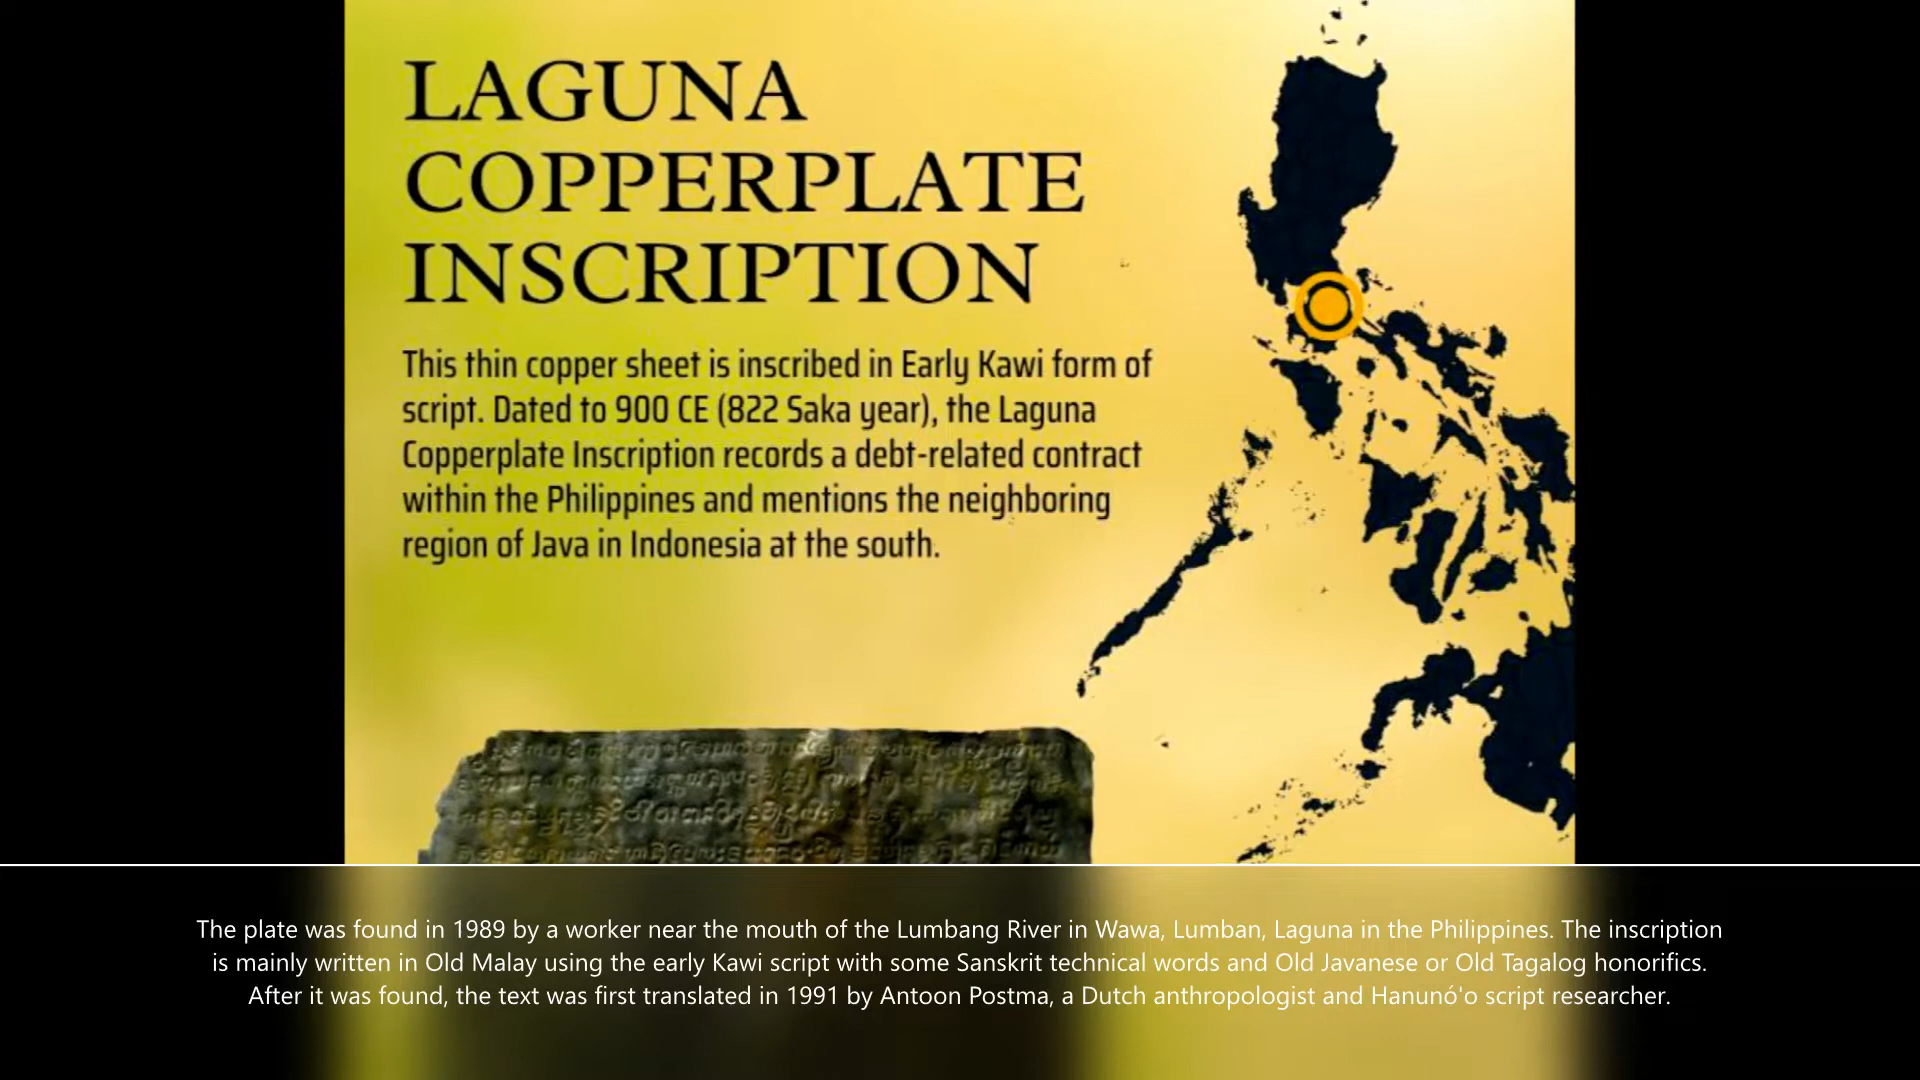 LAGUNA
COPPERPLATE
INSCRIPTION
This thin copper sheet is inscribed in Early Kawi form of
script. Dated to 900 CE (822 Saka year), the Laguna
Copperplate Inscription records a debt-related contract
within the Philippines and mentions the neighboring
region of Java in Indonesia at the south.
The plate was found in 1989 by a worker near the mouth of the Lumbang River in Wawa, Lumban, Laguna in the Philippines. The inscription
is mainly written in Old Malay using the early Kawi script with some Sanskrit technical words and Old Javanese or Old Tagalog honorifics.
After it was found, the text was first translated in 1991 by Antoon Postma, a Dutch anthropologist and Hanunó'o script researcher.